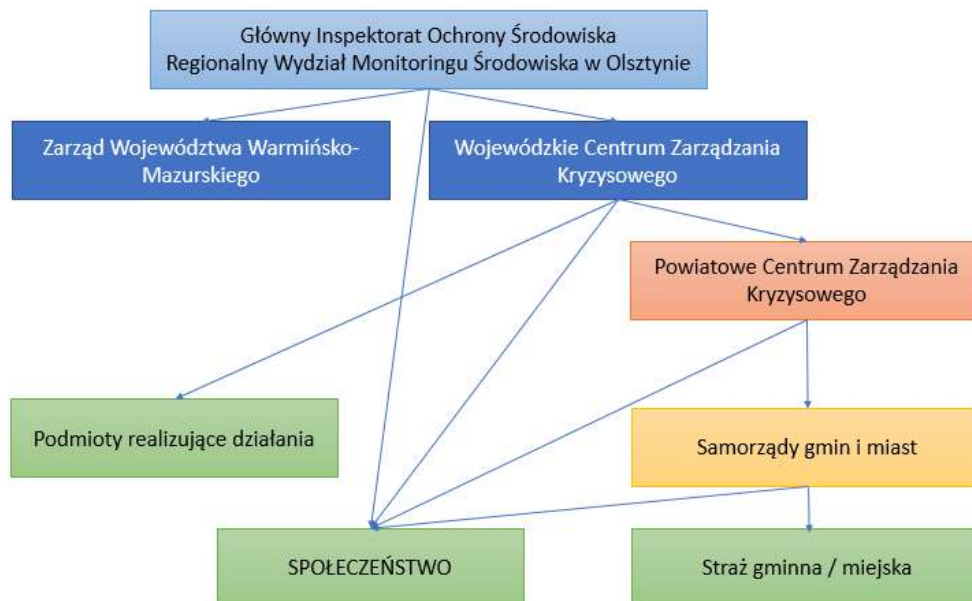 Główny Inspektorat Ochrony Środowiska
Regionalny Wydział Monitoringu Środowiska w Olsztynie
Zarząd Województwa Warmińsko-
Mazurskiego
Wojewódzkie Centrum Zarządzania
Kryzysowego
Powiatowe Centrum Zarządzania
Kryzysowego
Podmioty realizujące działania
Samorządy gmin i miast
SPOŁECZEŃSTWO
Straż gminna / miejska